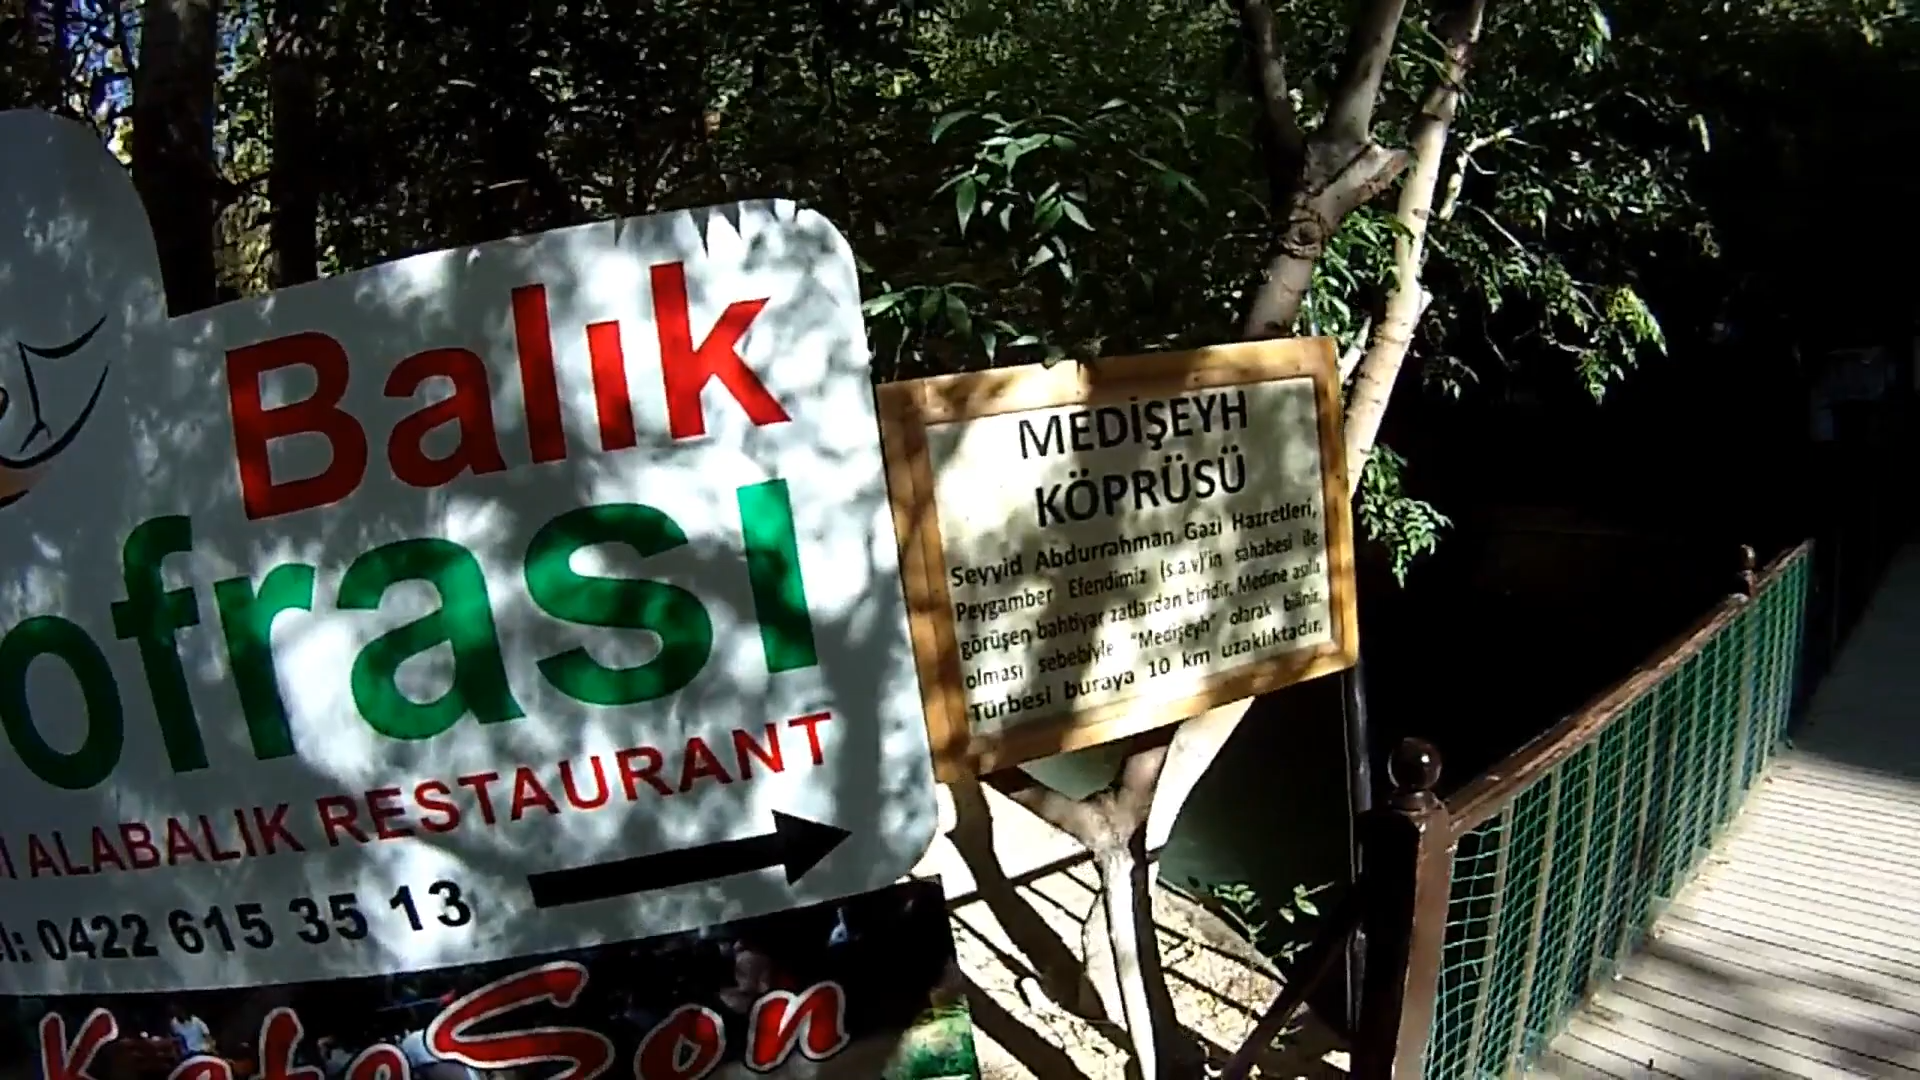 Balık
ofrası
ALABALIK RESTAURANT
: 0422 615 35 13
Son
MEDİŞEYH
KÖPRÜSÜ
Seyyid Abdurrahman Gazi Hazretleri,
Peygamber Efendimiz (s.a.v)'in sahabesi ile
görüşen bahtiyar zatlardan biridir. Medine asıllı
olması sebebiyle "Medişeyh" olarak bilinir.
Türbesi buraya 10 km uzaklıktadır.